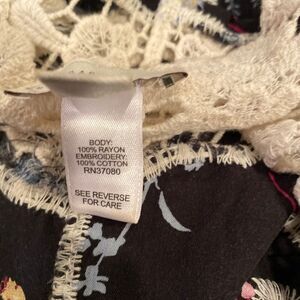 BODY:
100% RAYON
EMBROIDERY:
100% COTTON
RN37080
SEE REVERSE
FOR CARE